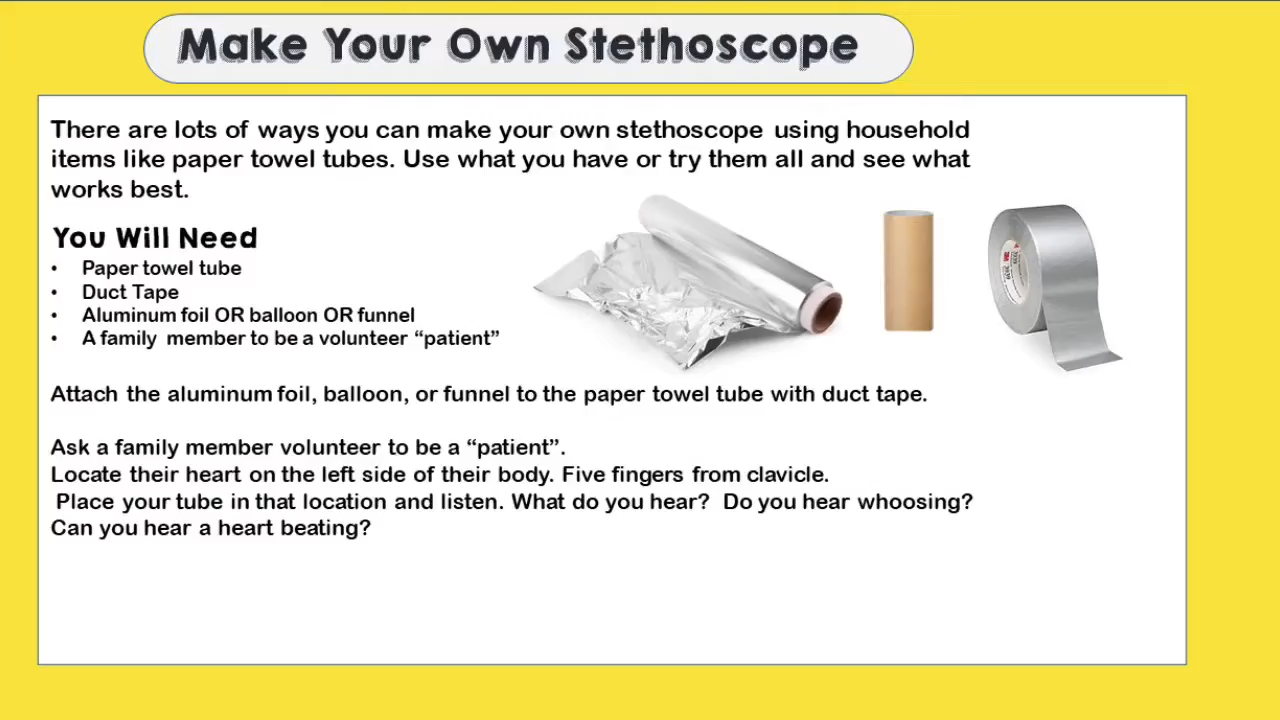 Make Your Own Stethoscope
There are lots of ways you can make your own stethoscope using household
items like paper towel tubes. Use what you have or try them all and see what
works best.
You Will Need
• Paper towel tube
• Duct Tape
• Aluminum foil OR balloon OR funnel
• A family member to be a volunteer “patient”
Attach the aluminum foil, balloon, or funnel to the paper towel tube with duct tape.
Ask a family member volunteer to be a “patient”.
Locate their heart on the left side of their body. Five fingers from clavicle.
Place your tube in that location and listen. What do you hear? Do you hear whoosing?
Can you hear a heart beating?
3M